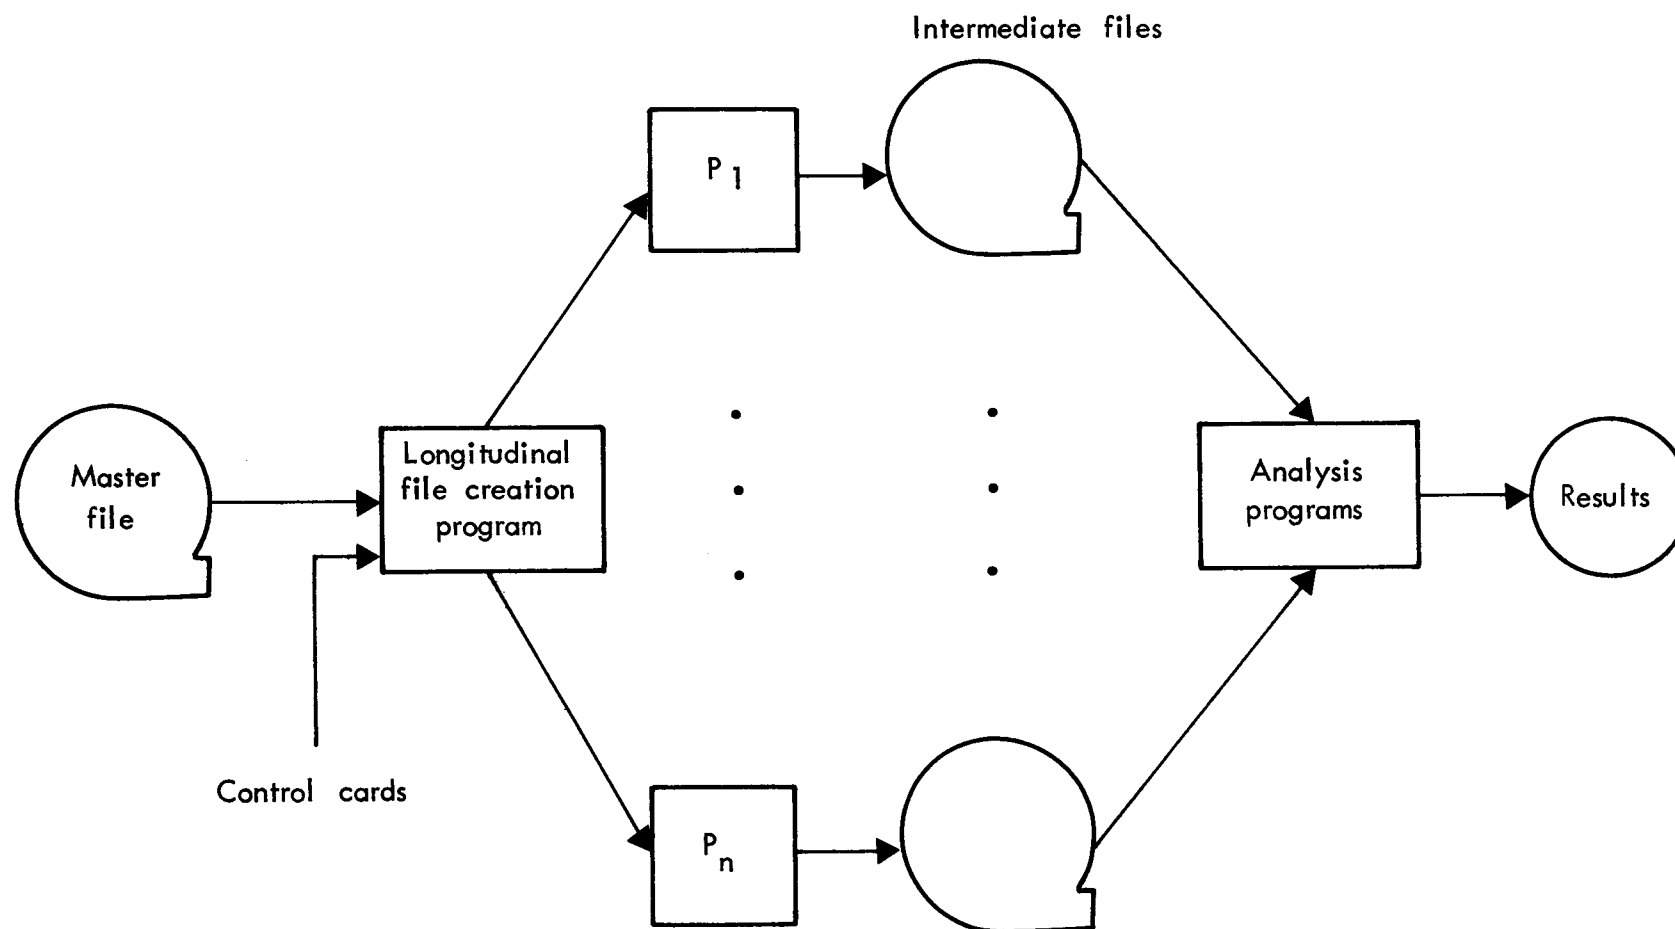 Intermediate files
P1
Longitudinal
file creation
program
Master
file
Analysis
programs
Results
Control cards
Pn